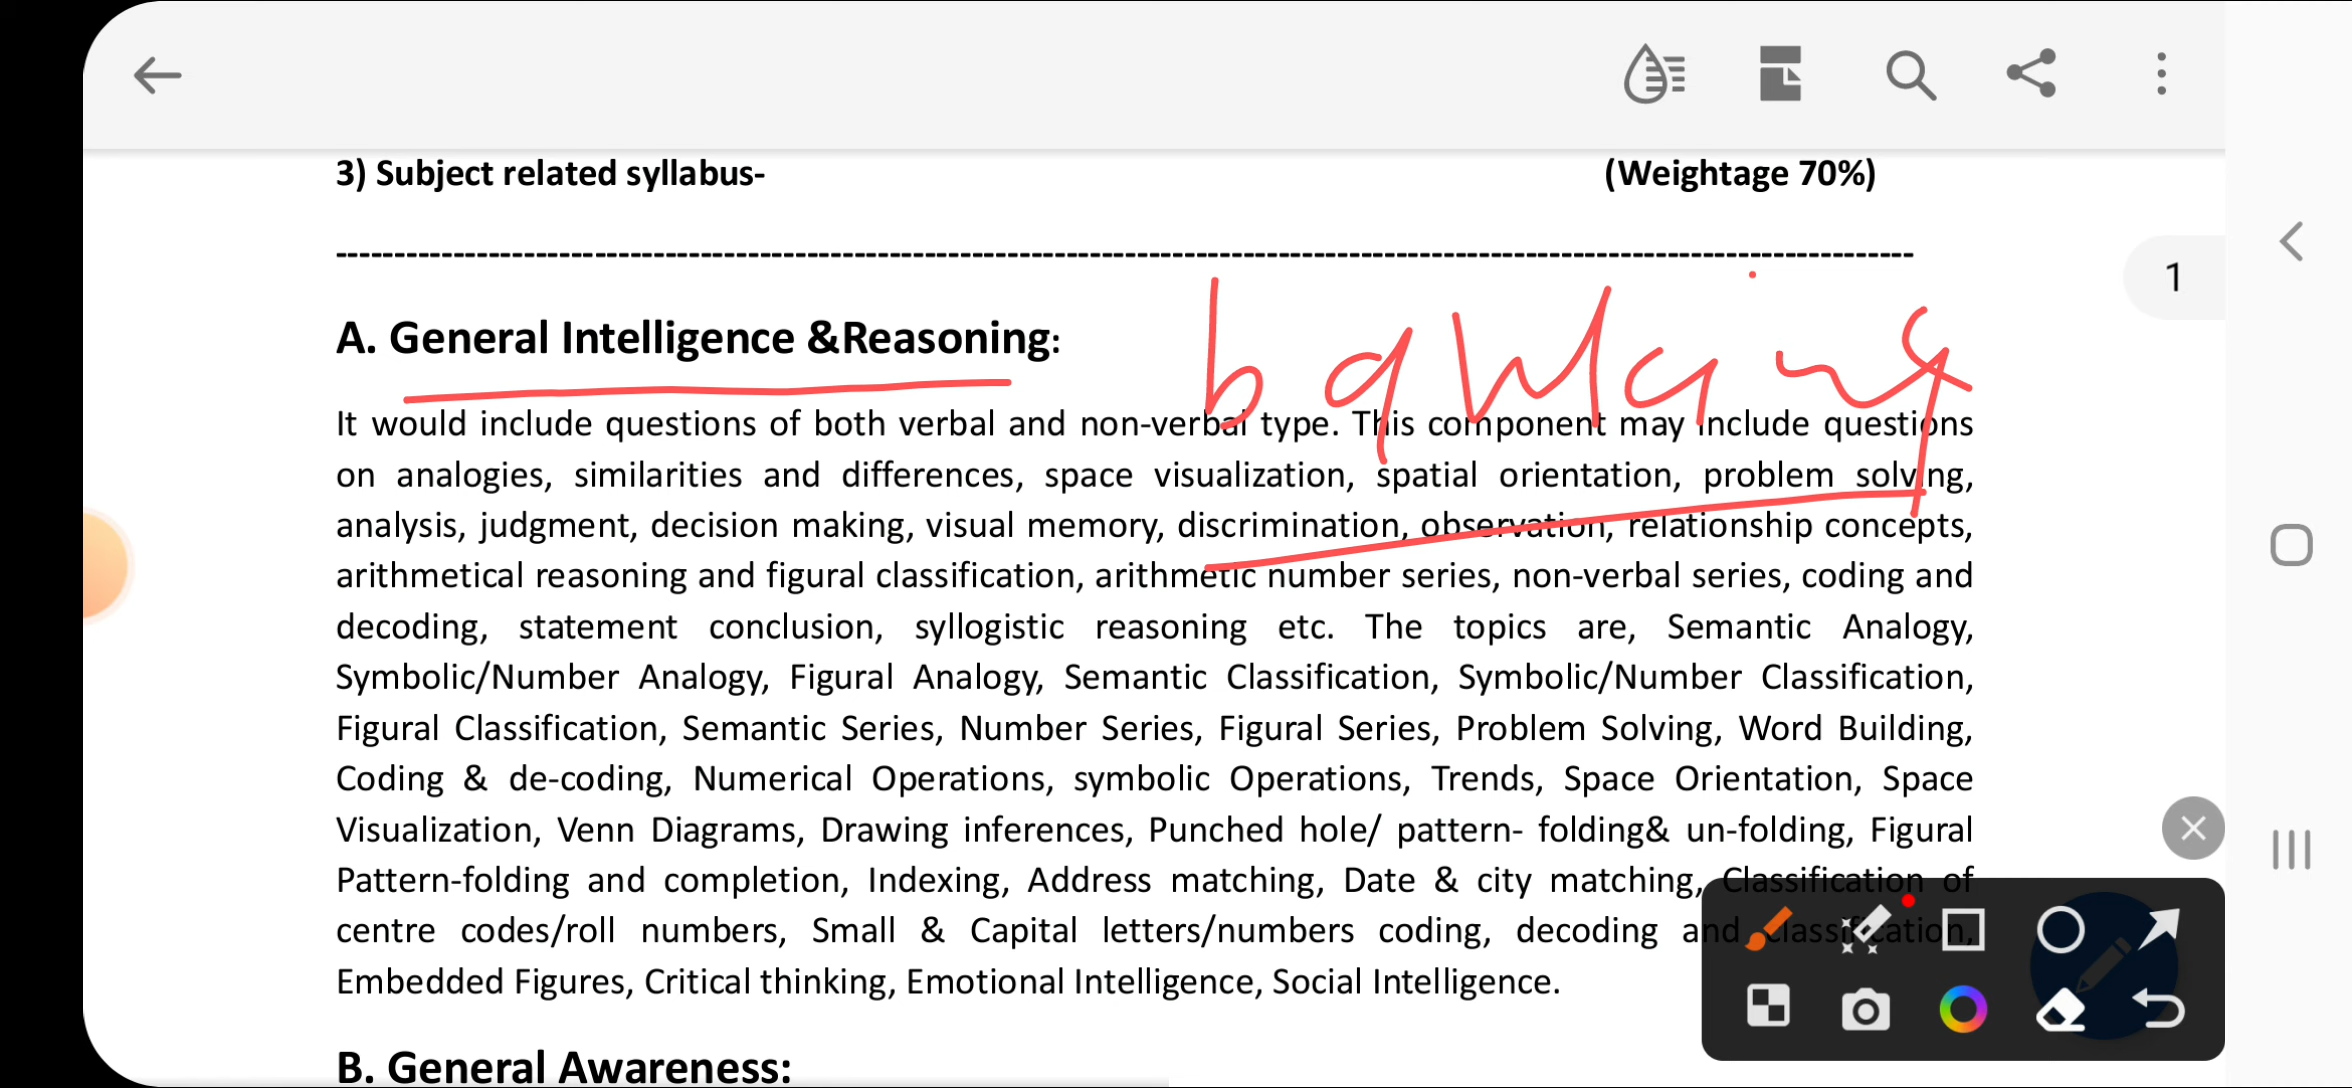 3) Subject related syllabus- (Weightage 70%)
--------------------------------------------------------------------------------------------------------------
1
A. General Intelligence &Reasoning:
banking
It would include questions of both verbal and non-verbal type. This component may include questions
on analogies, similarities and differences, space visualization, spatial orientation, problem solving,
analysis, judgment, decision making, visual memory, discrimination, observation, relationship concepts,
arithmetical reasoning and figural classification, arithmetic number series, non-verbal series, coding and
decoding, statement conclusion, syllogistic reasoning etc. The topics are, Semantic Analogy,
Symbolic/Number Analogy, Figural Analogy, Semantic Classification, Symbolic/Number Classification,
Figural Classification, Semantic Series, Number Series, Figural Series, Problem Solving, Word Building,
Coding & de-coding, Numerical Operations, symbolic Operations, Trends, Space Orientation, Space
Visualization, Venn Diagrams, Drawing inferences, Punched hole/ pattern- folding& un-folding, Figural
Pattern-folding and completion, Indexing, Address matching, Date & city matching, Classification of
centre codes/roll numbers, Small & Capital letters/numbers coding, decoding and classification,
Embedded Figures, Critical thinking, Emotional Intelligence, Social Intelligence.
B. General Awareness: